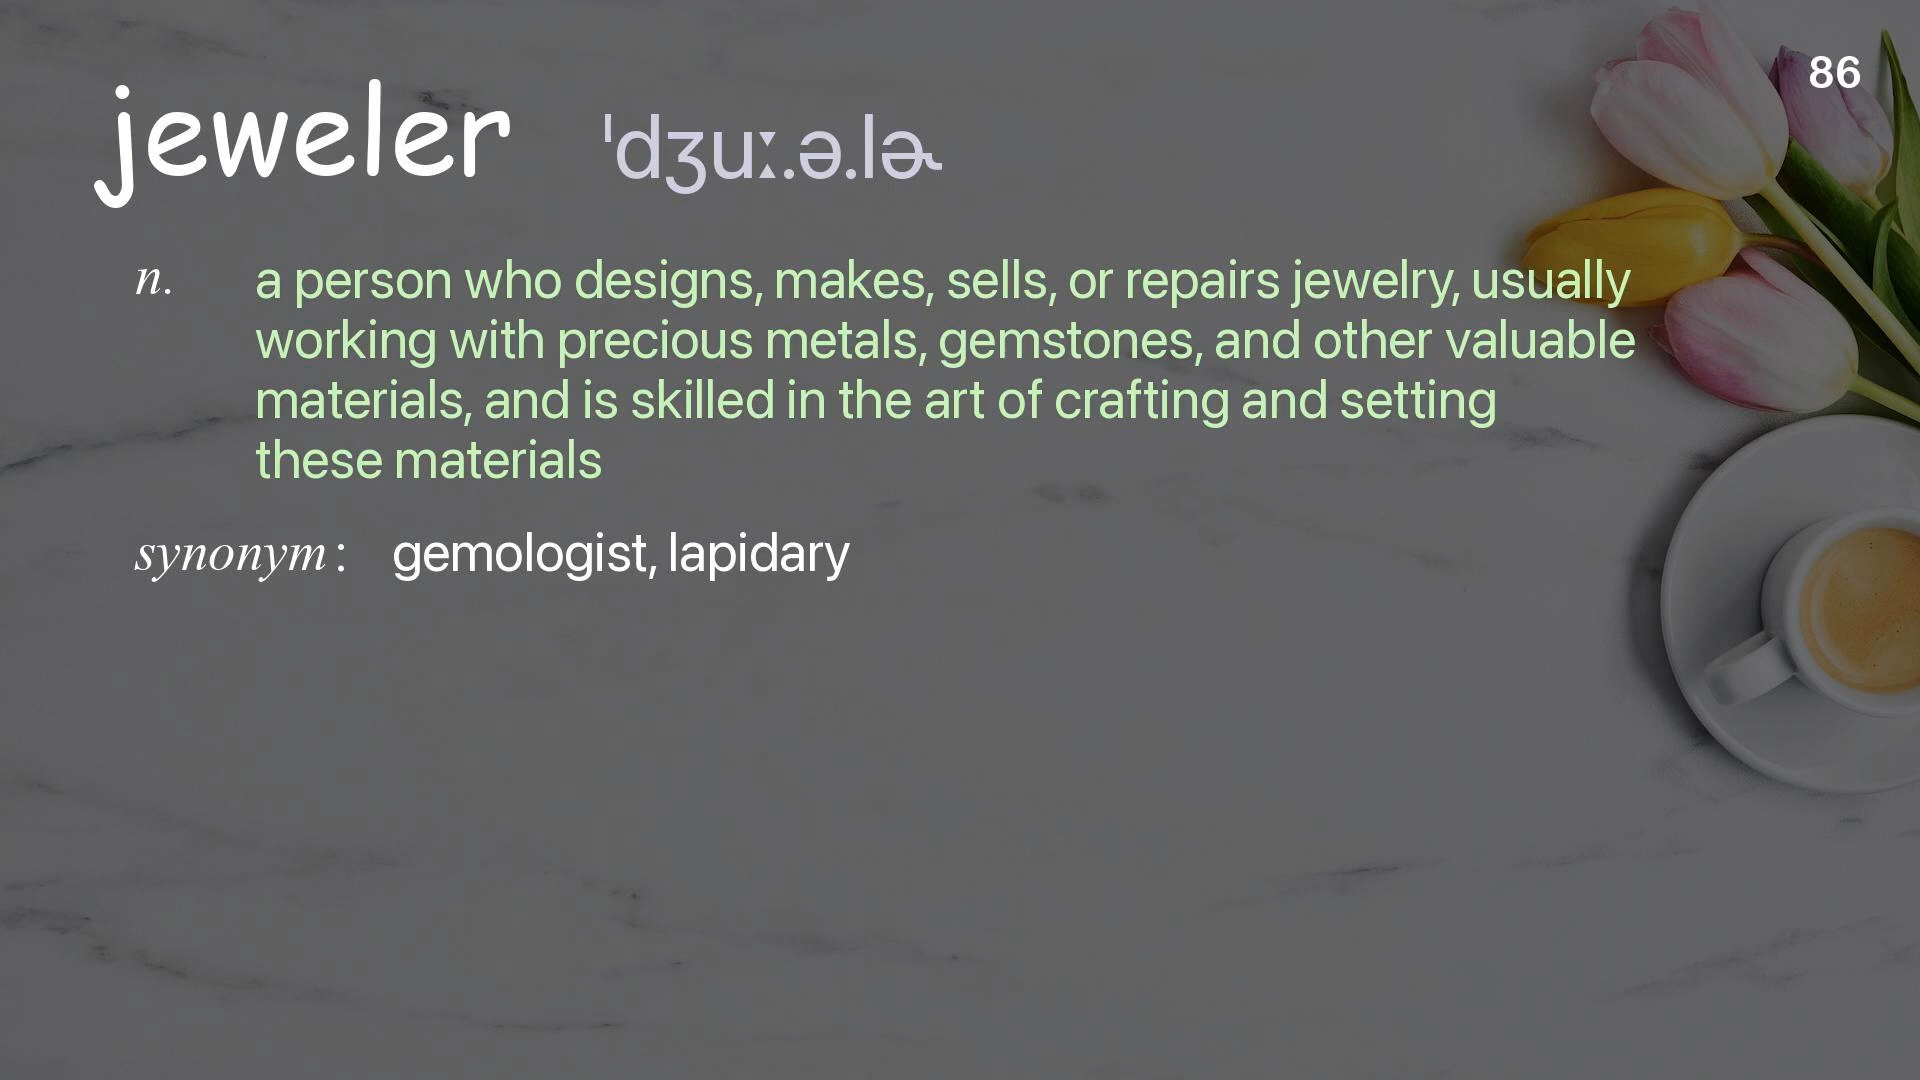 86
jeweler ˈdʒuː.ə.lɚ
n. a person who designs, makes, sells, or repairs jewelry, usually
working with precious metals, gemstones, and other valuable
materials, and is skilled in the art of crafting and setting
these materials
synonym : gemologist, lapidary